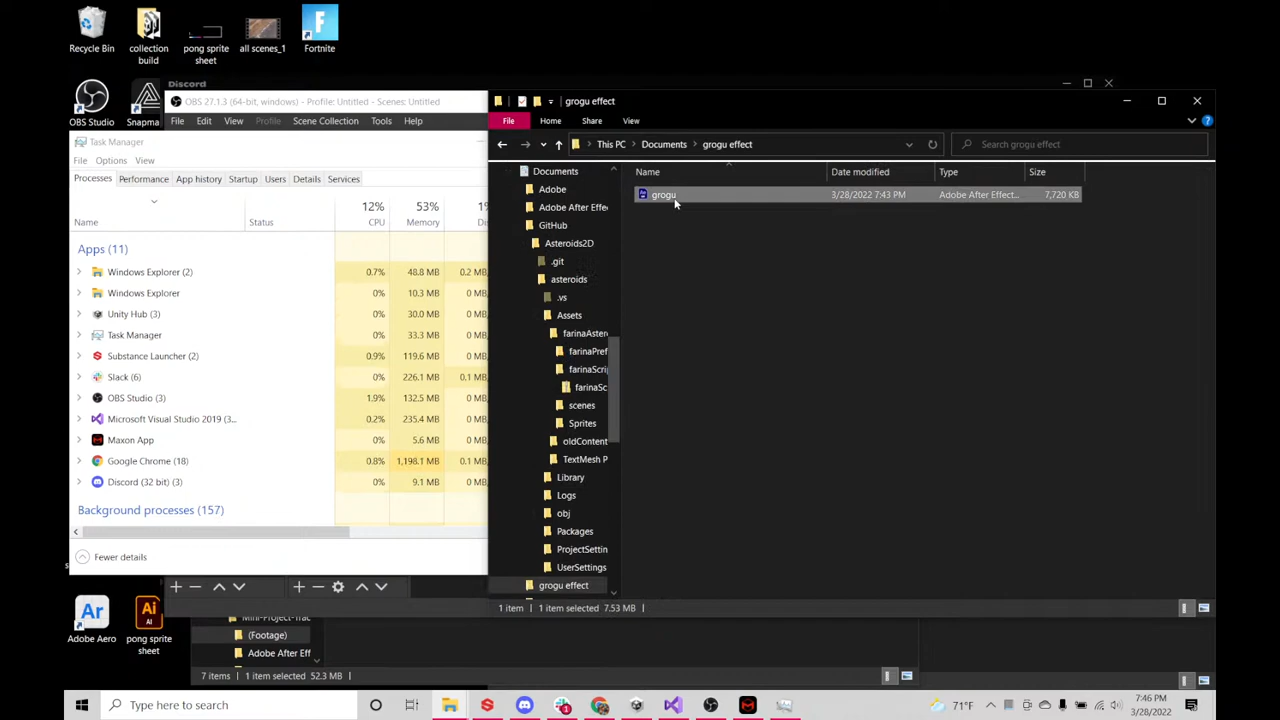 Recycle Bin
collection build
pong sprite sheet
all scenes_1
Fortnite
OBS Studio
Snapma
Discord
OBS 27.1.3 (64-bit, windows) - Profile: Untitled - Scenes: Untitled
File Edit View Profile Scene Collection Tools Help
Task Manager
File Options View
Processes Performance App history Startup Users Details Services
12% 53% 1%
Name Status CPU Memory Dis
Apps (11)
Windows Explorer (2) 0.7% 48.8 MB 0.2 MB
Windows Explorer 0% 10.3 MB 0 MB
Unity Hub (3) 0% 30.0 MB 0 MB
Task Manager 0% 33.3 MB 0 MB
Substance Launcher (2) 0.9% 119.6 MB 0 MB
Slack (6) 0% 226.1 MB 0.1 MB
OBS Studio (3) 1.9% 132.5 MB 0 MB
Microsoft Visual Studio 2019 (3... 0.2% 235.4 MB 0 MB
Maxon App 0% 5.6 MB 0 MB
Google Chrome (18) 0.8% 1,198.1 MB 0.1 MB
Discord (32 bit) (3) 0% 9.1 MB 0 MB
Background processes (157)
Fewer details
grogu effect
File Home Share View
This PC Documents grogu effect
Search grogu effect
Name Date modified Type Size
grogu 3/28/2022 7:43 PM Adobe After Effect... 7,720 KB
Documents
Adobe
Adobe After Effe
GitHub
Asteroids2D
.git
asteroids
.vs
Assets
farinaAster
farinaPref
farinaScrip
farinaSc
scenes
Sprites
oldContent
TextMesh P
Library
Logs
obj
Packages
ProjectSettin
UserSettings
grogu effect
1 item 1 item selected 7.53 MB
Adobe Aero
pong sprite sheet
Mini-Project-Trac
(Footage)
Adobe After Eff
7 items 1 item selected 52.3 MB
Type here to search
71°F
7:46 PM
3/28/2022